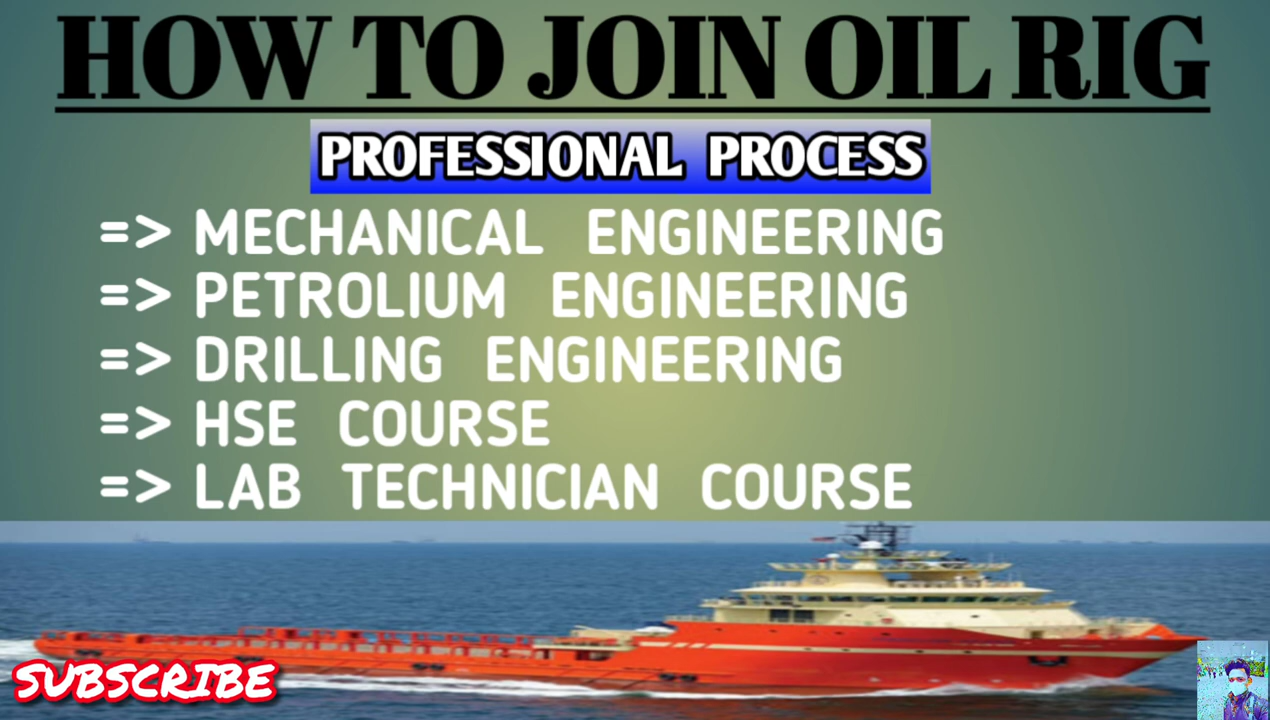 HOW TO JOIN OIL RIG
PROFESSIONAL PROCESS
=> MECHANICAL ENGINEERING
=> PETROLIUM ENGINEERING
=> DRILLING ENGINEERING
=> HSE COURSE
=> LAB TECHNICIAN COURSE
SUBSCRIBE